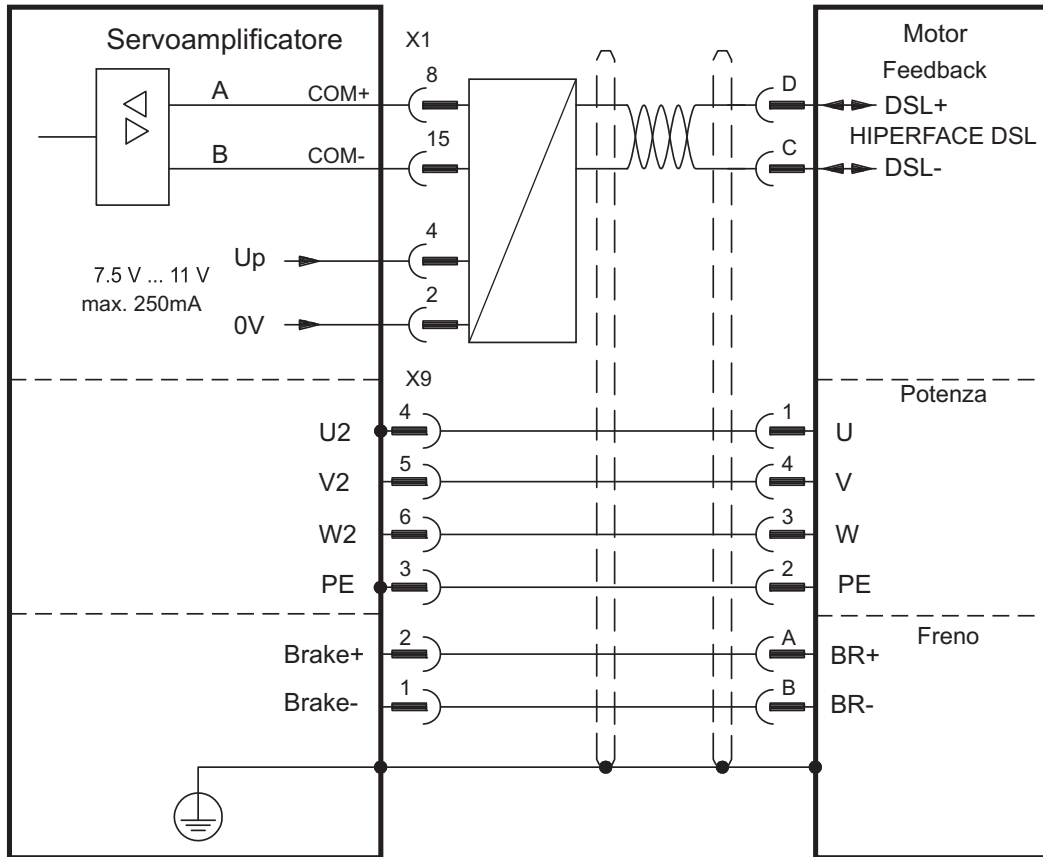 Servoamplificatore
X1
Motor
Feedback
A COM+ 8 D DSL+
HIPERFACE DSL
B COM- 15 C DSL-
Up 4
7.5 V ... 11 V
max. 250mA
0V 2
X9
Potenza
U2 4 1 U
V2 5 4 V
W2 6 3 W
PE 3 2 PE
Freno
Brake+ 2 A BR+
Brake- 1 B BR-